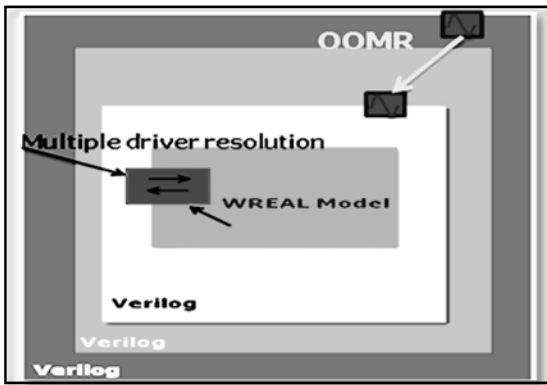 OOMR
Multiple driver resolution
WREAL Model
Verilog
Verilog
Verilog